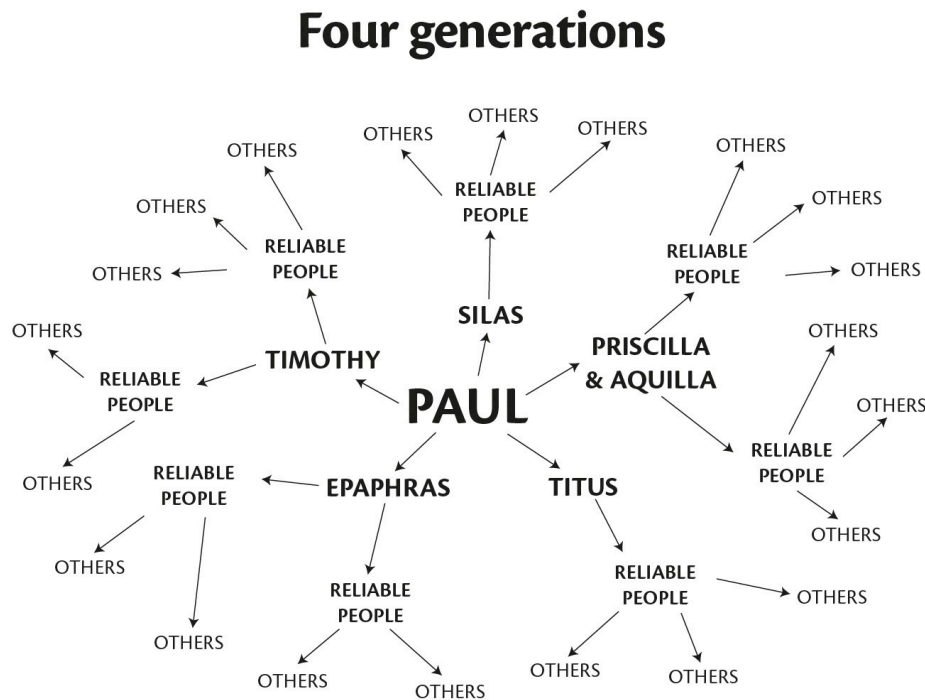 Four generations
OTHERS
OTHERS
OTHERS
OTHERS
OTHERS
OTHERS
RELIABLE
PEOPLE
OTHERS
OTHERS
RELIABLE
PEOPLE
RELIABLE
PEOPLE
OTHERS
OTHERS
SILAS
OTHERS
OTHERS
TIMOTHY
PRISCILLA
& AQUILLA
RELIABLE
PEOPLE
PAUL
OTHERS
RELIABLE
PEOPLE
OTHERS
RELIABLE
PEOPLE
EPAPHRAS
TITUS
OTHERS
OTHERS
RELIABLE
PEOPLE
RELIABLE
PEOPLE
OTHERS
OTHERS
OTHERS
OTHERS
OTHERS
OTHERS